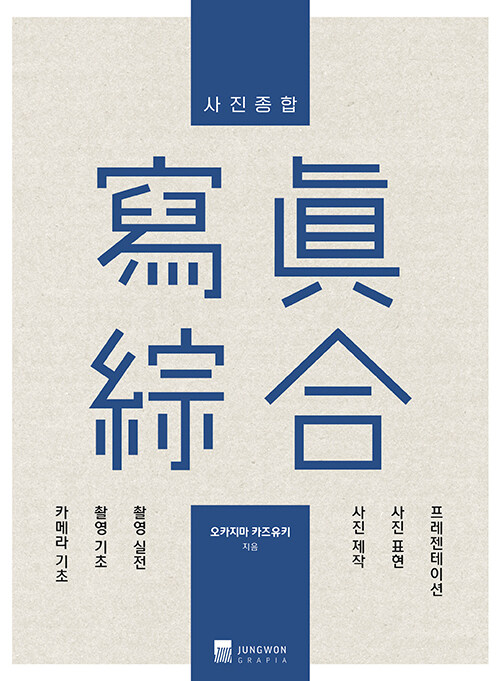 사진종합
寫眞
綜合
카메라 기초
촬영 기초
촬영 실전
오카지마 카즈유키
지음
사진 제작
사진 표현
프레젠테이션
JUNGWON
GRAPIA